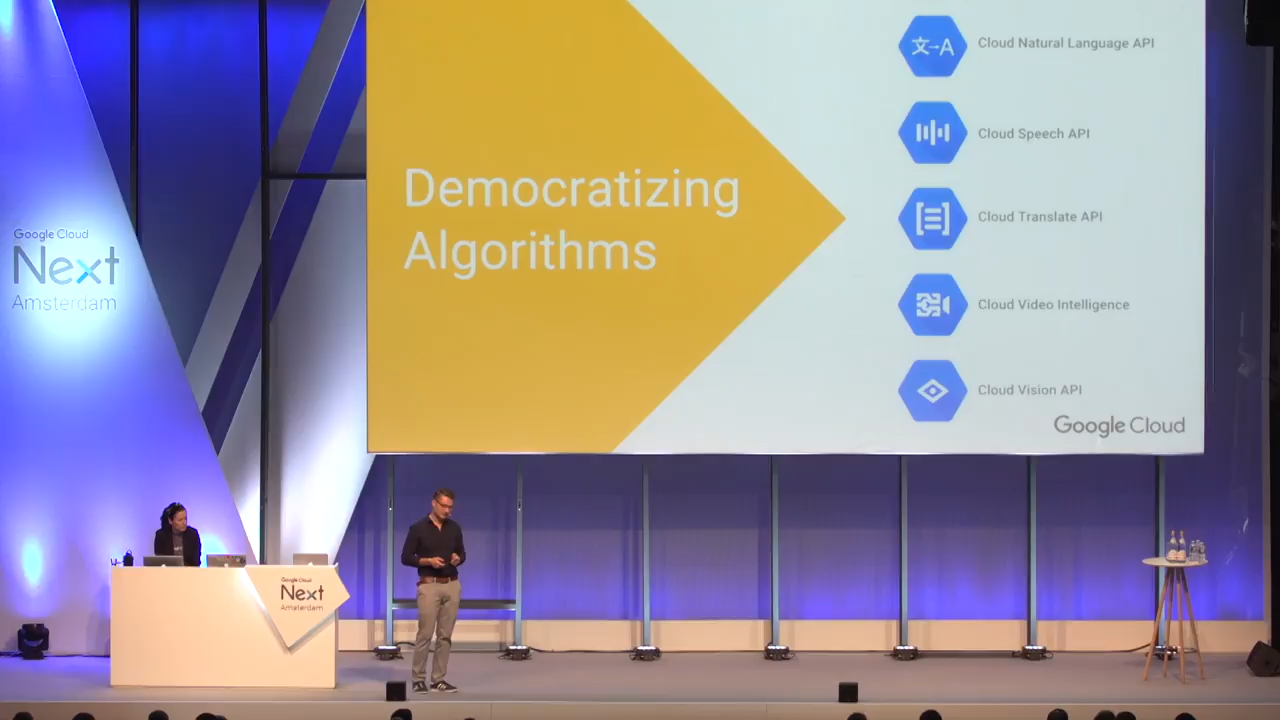 Democratizing
Algorithms
文→A Cloud Natural Language API
Cloud Speech API
Cloud Translate API
Cloud Video Intelligence
Cloud Vision API
Google Cloud
Google Cloud
Next
Amsterdam
Google Cloud
Next
Amsterdam